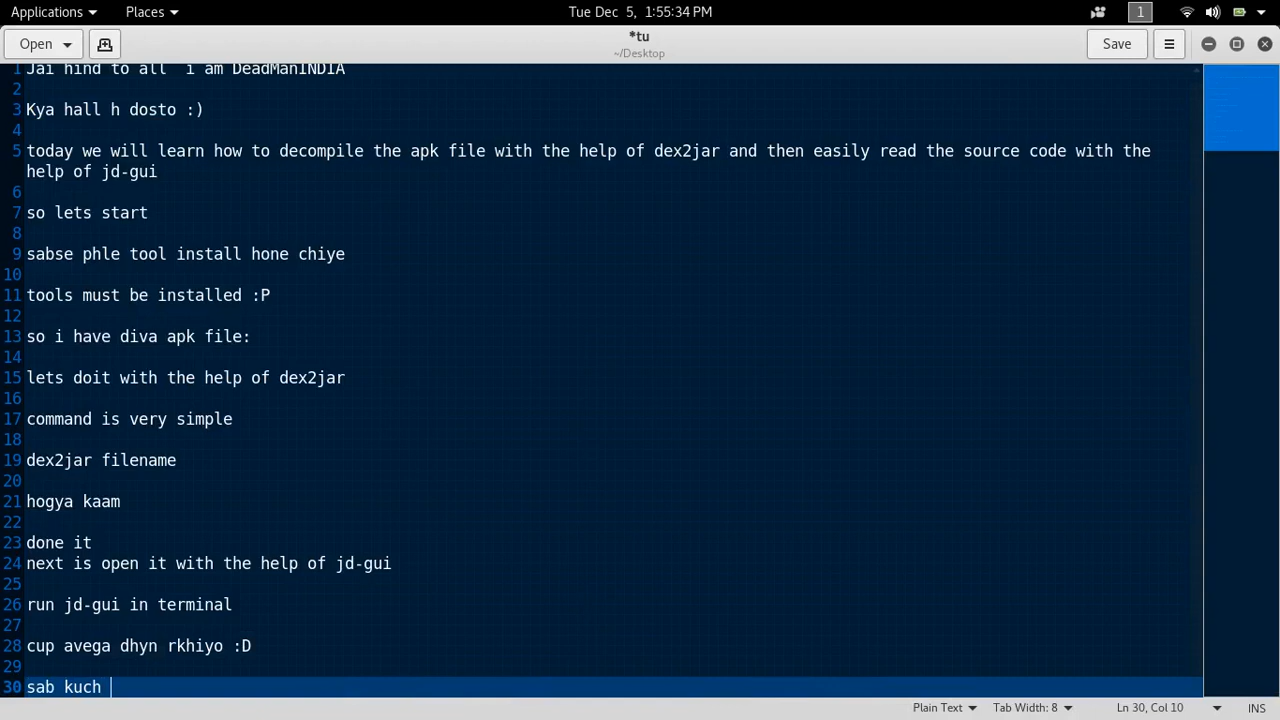 Applications Places Tue Dec 5, 1:55:34 PM 1
Open *tu Save
~/Desktop
1 Jai hind to all i am DeadManINDIA
2
3 Kya hall h dosto :)
4
5 today we will learn how to decompile the apk file with the help of dex2jar and then easily read the source code with the
help of jd-gui
6
7 so lets start
8
9 sabse phle tool install hone chiye
10
11 tools must be installed :P
12
13 so i have diva apk file:
14
15 lets doit with the help of dex2jar
16
17 command is very simple
18
19 dex2jar filename
20
21 hogya kaam
22
23 done it
24 next is open it with the help of jd-gui
25
26 run jd-gui in terminal
27
28 cup avega dhyn rkhiyo :D
29
30 sab kuch
Plain Text Tab Width: 8 Ln 30, Col 10 INS